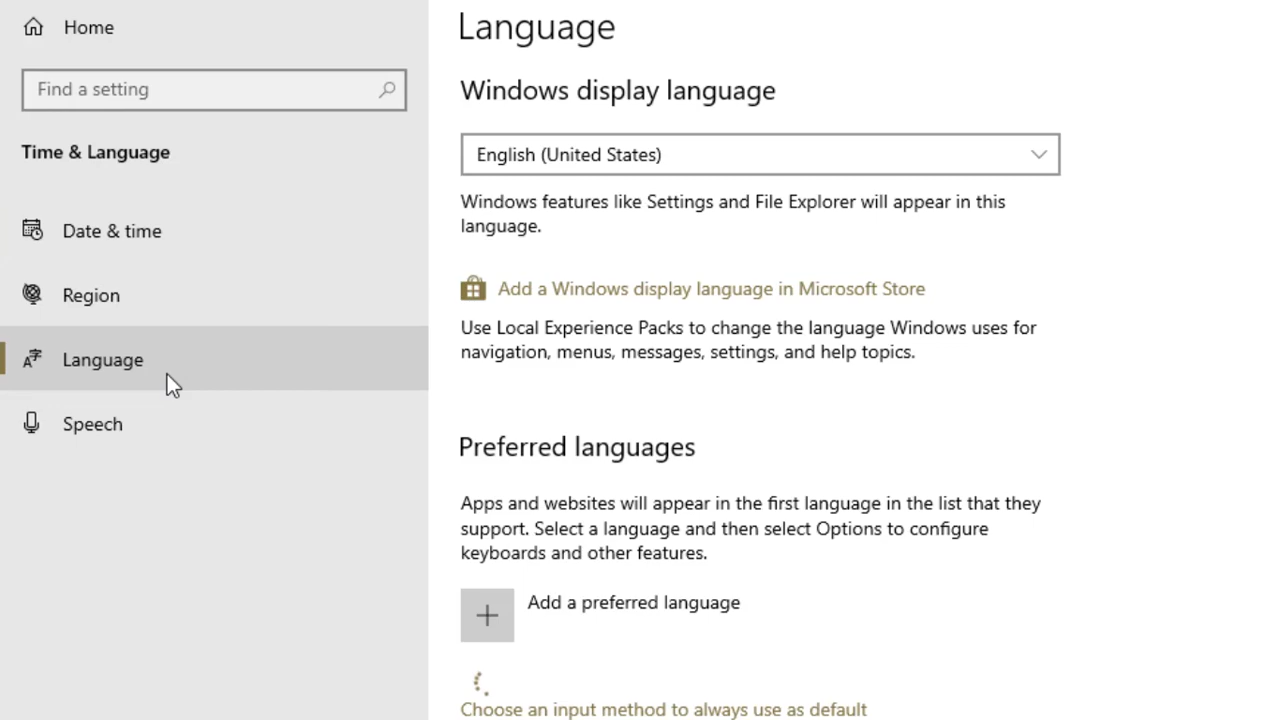 Home
Find a setting
Time & Language
Date & time
Region
Language
Speech
Language
Windows display language
English (United States)
Windows features like Settings and File Explorer will appear in this
language.
Add a Windows display language in Microsoft Store
Use Local Experience Packs to change the language Windows uses for
navigation, menus, messages, settings, and help topics.
Preferred languages
Apps and websites will appear in the first language in the list that they
support. Select a language and then select Options to configure
keyboards and other features.
Add a preferred language
Choose an input method to always use as default